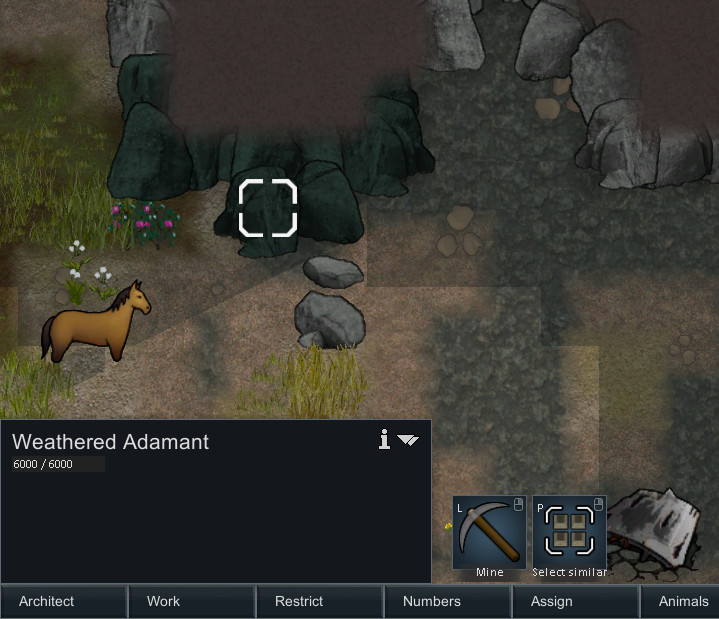 Weathered Adamant
6000 / 6000
L
P
Mine
Select similar
Architect
Work
Restrict
Numbers
Assign
Animals